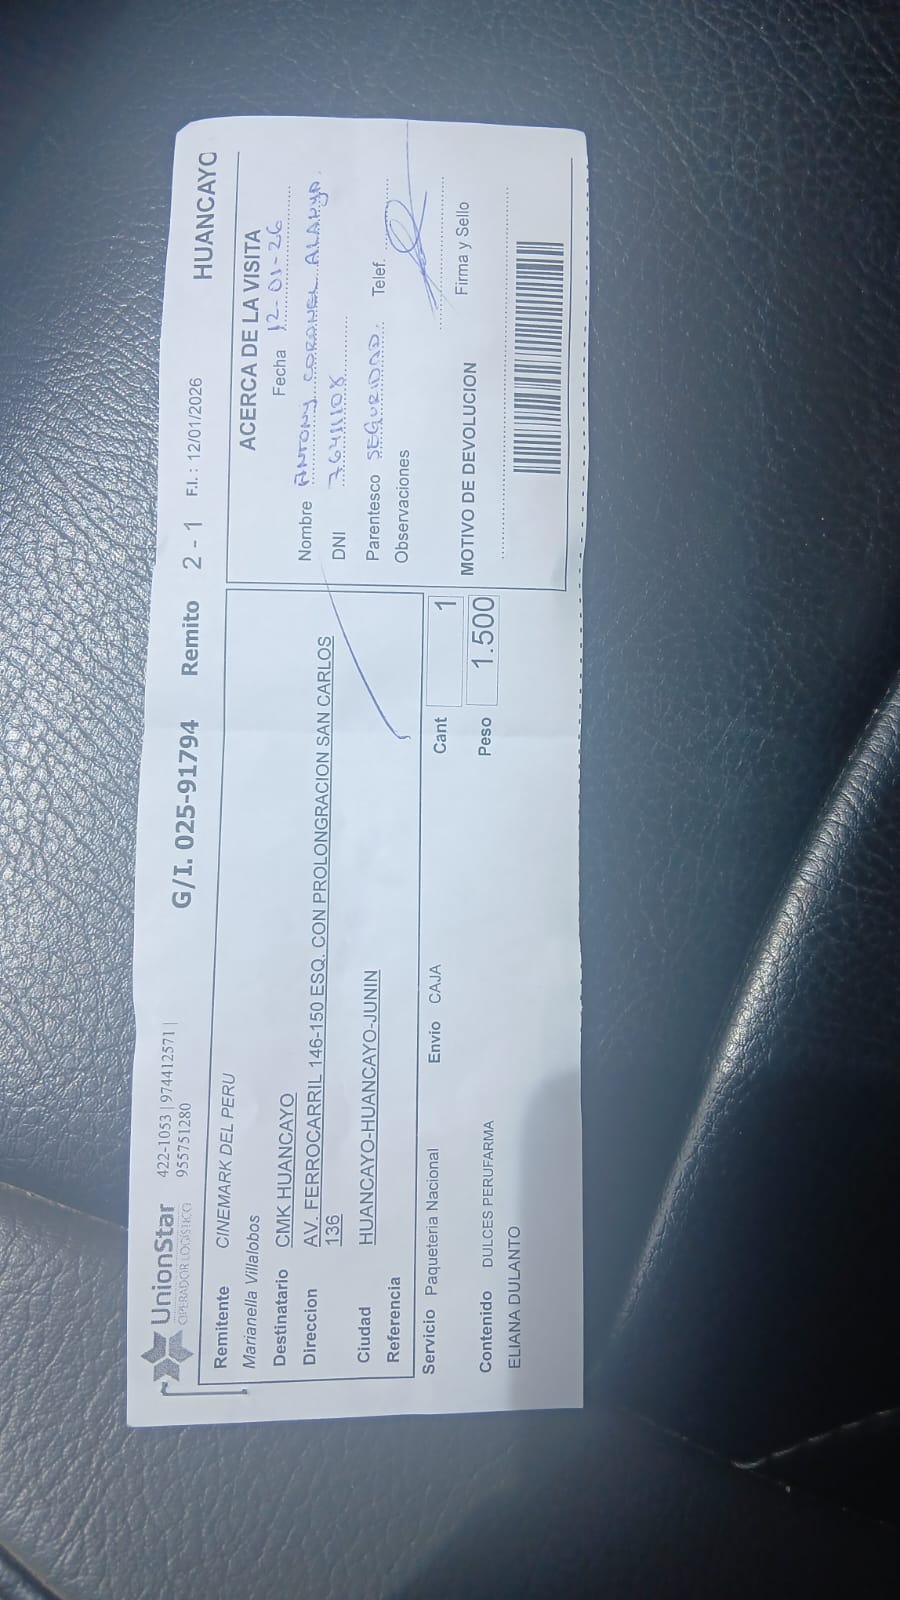 UnionStar
OPERADOR LOGISTICO
422-1053 | 974412571 |
955751280
G/I. 025-91794 Remito 2 - 1 F.I. : 12/01/2026 HUANCAYO
Remitente CINEMARK DEL PERU
Marianella Villalobos
Destinatario CMK HUANCAYO
Direccion AV. FERROCARRIL 146-150 ESQ. CON PROLONGRACION SAN CARLOS
136
Ciudad HUANCAYO-HUANCAYO-JUNIN
Referencia
Servicio Paqueteria Nacional Envio CAJA Cant 1
Contenido DULCES PERUFARMA Peso 1.500
ELIANA DULANTO
ACERCA DE LA VISITA
Fecha 12-01-26
Nombre ANTONY CORONEL
DNI
Parentesco SEGURIDAD. Telef.
Observaciones
Firma y Sello
MOTIVO DE DEVOLUCION